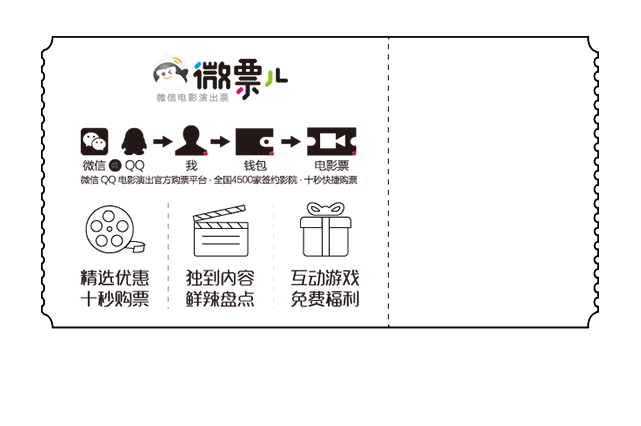 微票儿
微信电影演出票
微信 或 QQ 我 钱包 电影票
微信 QQ 电影演出官方购票平台 · 全国4500家签约影院 · 十秒快捷购票
精选优惠 独到内容 互动游戏
十秒购票 鲜辣盘点 免费福利